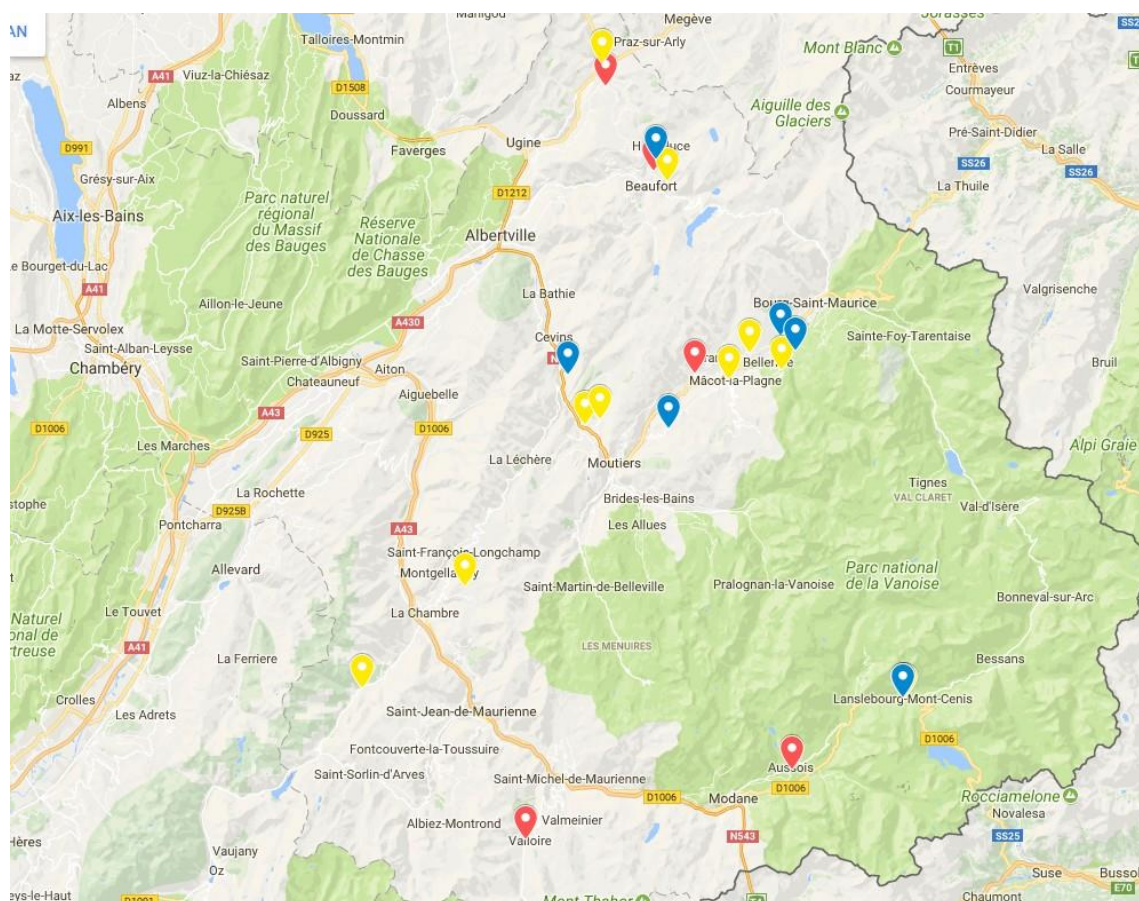 AN
Manigod
Megève
Jorasses
SS2
Talloires-Montmin
Praz-sur-Arly
Mont Blanc
T1
Entrèves
Courmayeur
A41
Viuz-la-Chiésaz
D1508
Doussard
Albens
Aiguille des
Glaciers
Pré-Saint-Didier
La Salle
D991
Faverges
Ugine
Beaufort
SS26
SS26
La Thuile
Grésy-sur-Aix
Parc naturel
régional
du Massif
des Bauges
D1212
Aix-les-Bains
Réserve
Nationale
de Chasse
des Bauges
Albertville
Le Bourget-du-Lac
A41
La Bathie
Valgrisenche
Aillon-le-Jeune
Bourg-Saint-Maurice
La Motte-Servolex
A430
Cevins
Sainte-Foy-Tarentaise
Saint-Alban-Leysse
Chambéry
Saint-Pierre-d'Albigny
Aiton
Bruil
Chateauneuf
Mâcot-la-Plagne
Aiguebelle
A43
D1006
D925
D1006
Les Marches
Alpi Graie
La Léchère
Moutiers
La Rochette
Tignes
VAL CLARET
Val-d'Isère
Brides-les-Bains
D925B
Pontcharra
Les Allues
A43
Saint-François-Longchamp
Allevard
Saint-Martin-de-Belleville
Pralognan-la-Vanoise
Parc national
de la Vanoise
Bonneval-sur-Arc
Le Touvet
La Chambre
A41
La Ferriere
LES MENUIRES
Bessans
Crolles
Les Adrets
Saint-Jean-de-Maurienne
Lanslebourg-Mont-Cenis
D1006
Fontcouverte-la-Toussuire
Saint-Sorlin-d'Arves
Saint-Michel-de-Maurienne
Aussois
D1006
D1006
Modane
Rocciamelone
Novalesa
Albiez-Montrond
Valmeinier
Valloire
N543
SS25
Vaujany
Oz
Suse
Bussol
E70
Chaumont
D1091
Mont Thabor
T4